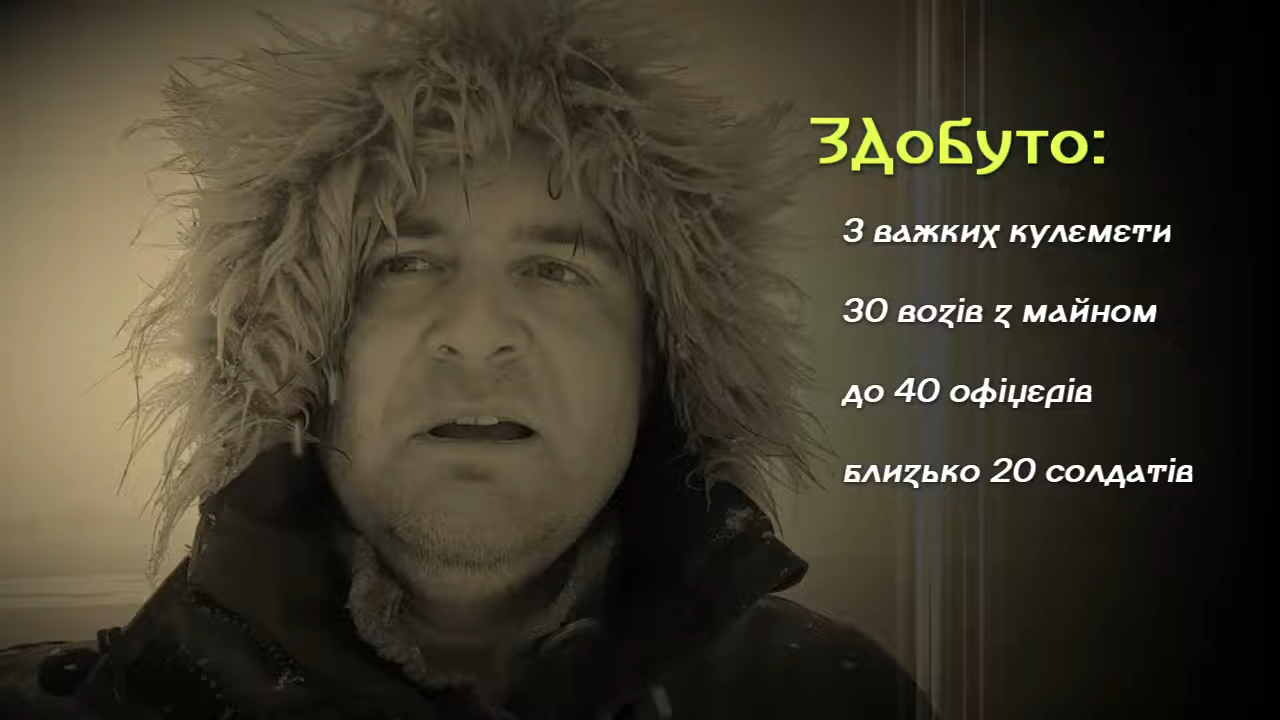 Здобуто:
3 важких кулемети
30 возів з майном
до 40 офіцерів
близько 20 солдатів